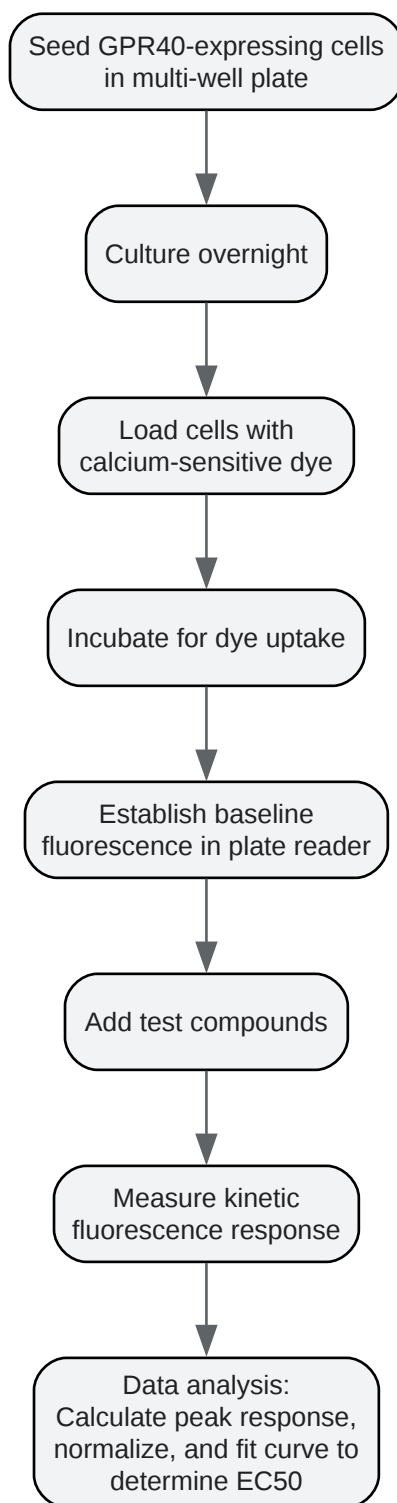 Seed GPR40-expressing cells
in multi-well plate
Culture overnight
Load cells with
calcium-sensitive dye
Incubate for dye uptake
Establish baseline
fluorescence in plate reader
Add test compounds
Measure kinetic
fluorescence response
Data analysis:
Calculate peak response,
normalize, and fit curve to
determine EC50